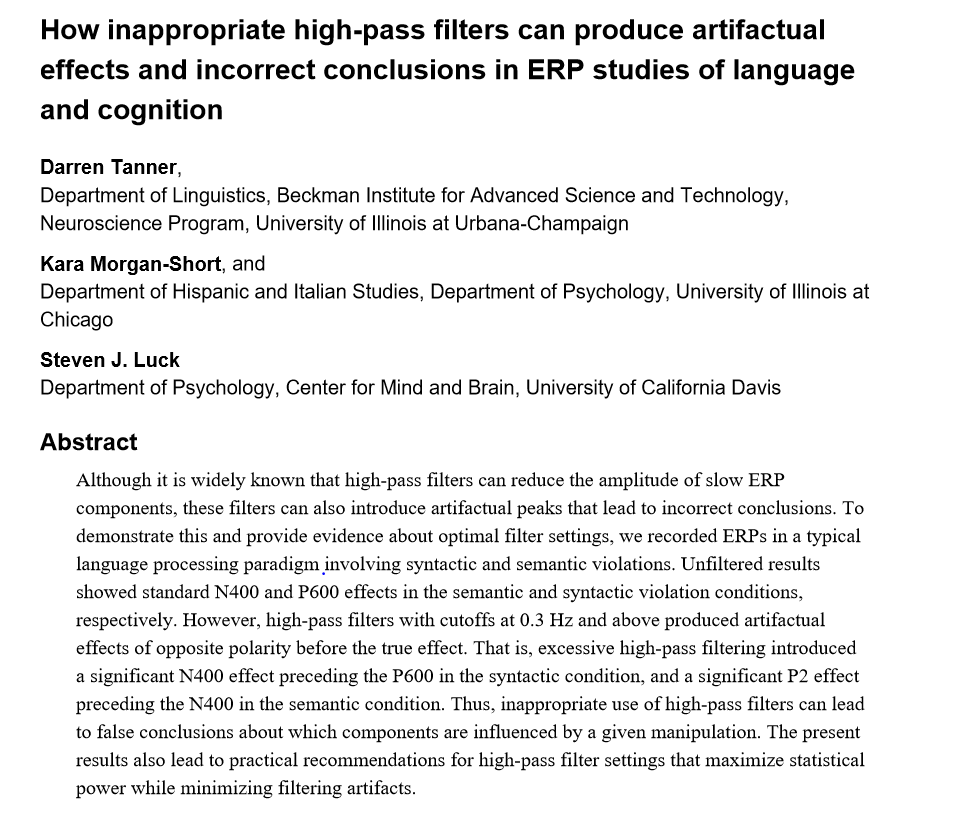 How inappropriate high-pass filters can produce artifactual
effects and incorrect conclusions in ERP studies of language
and cognition
Darren Tanner,
Department of Linguistics, Beckman Institute for Advanced Science and Technology,
Neuroscience Program, University of Illinois at Urbana-Champaign
Kara Morgan-Short, and
Department of Hispanic and Italian Studies, Department of Psychology, University of Illinois at
Chicago
Steven J. Luck
Department of Psychology, Center for Mind and Brain, University of California Davis
Abstract
Although it is widely known that high-pass filters can reduce the amplitude of slow ERP
components, these filters can also introduce artifactual peaks that lead to incorrect conclusions. To
demonstrate this and provide evidence about optimal filter settings, we recorded ERPs in a typical
language processing paradigm involving syntactic and semantic violations. Unfiltered results
showed standard N400 and P600 effects in the semantic and syntactic violation conditions,
respectively. However, high-pass filters with cutoffs at 0.3 Hz and above produced artifactual
effects of opposite polarity before the true effect. That is, excessive high-pass filtering introduced
a significant N400 effect preceding the P600 in the syntactic condition, and a significant P2 effect
preceding the N400 in the semantic condition. Thus, inappropriate use of high-pass filters can lead
to false conclusions about which components are influenced by a given manipulation. The present
results also lead to practical recommendations for high-pass filter settings that maximize statistical
power while minimizing filtering artifacts.